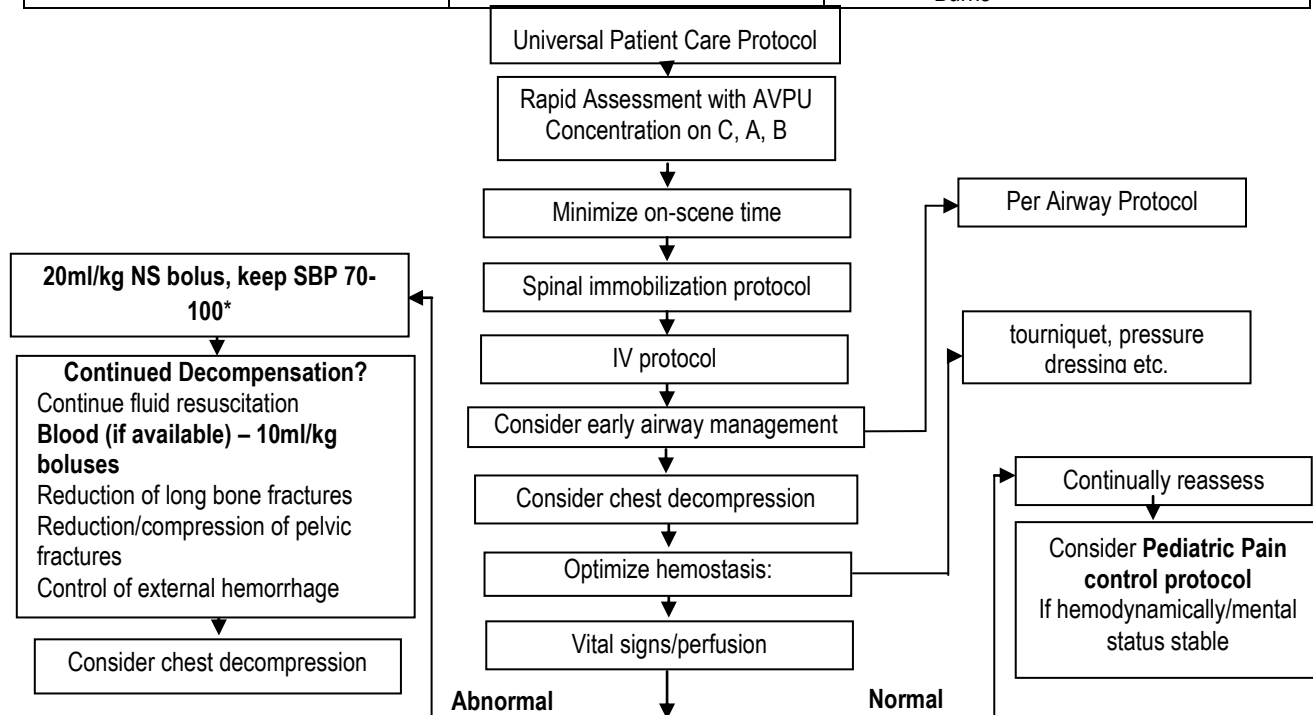 Burns
Universal Patient Care Protocol
Rapid Assessment with AVPU
Concentration on C, A, B
Minimize on-scene time
Per Airway Protocol
20ml/kg NS bolus, keep SBP 70-
100*
Spinal immobilization protocol
tourniquet, pressure
dressing etc.
IV protocol
Continued Decompensation?
Continue fluid resuscitation
Blood (if available) – 10ml/kg
boluses
Reduction of long bone fractures
Reduction/compression of pelvic
fractures
Control of external hemorrhage
Consider early airway management
Continually reassess
Consider chest decompression
Consider Pediatric Pain
control protocol
If hemodynamically/mental
status stable
Optimize hemostasis:
Vital signs/perfusion
Consider chest decompression
Abnormal
Normal